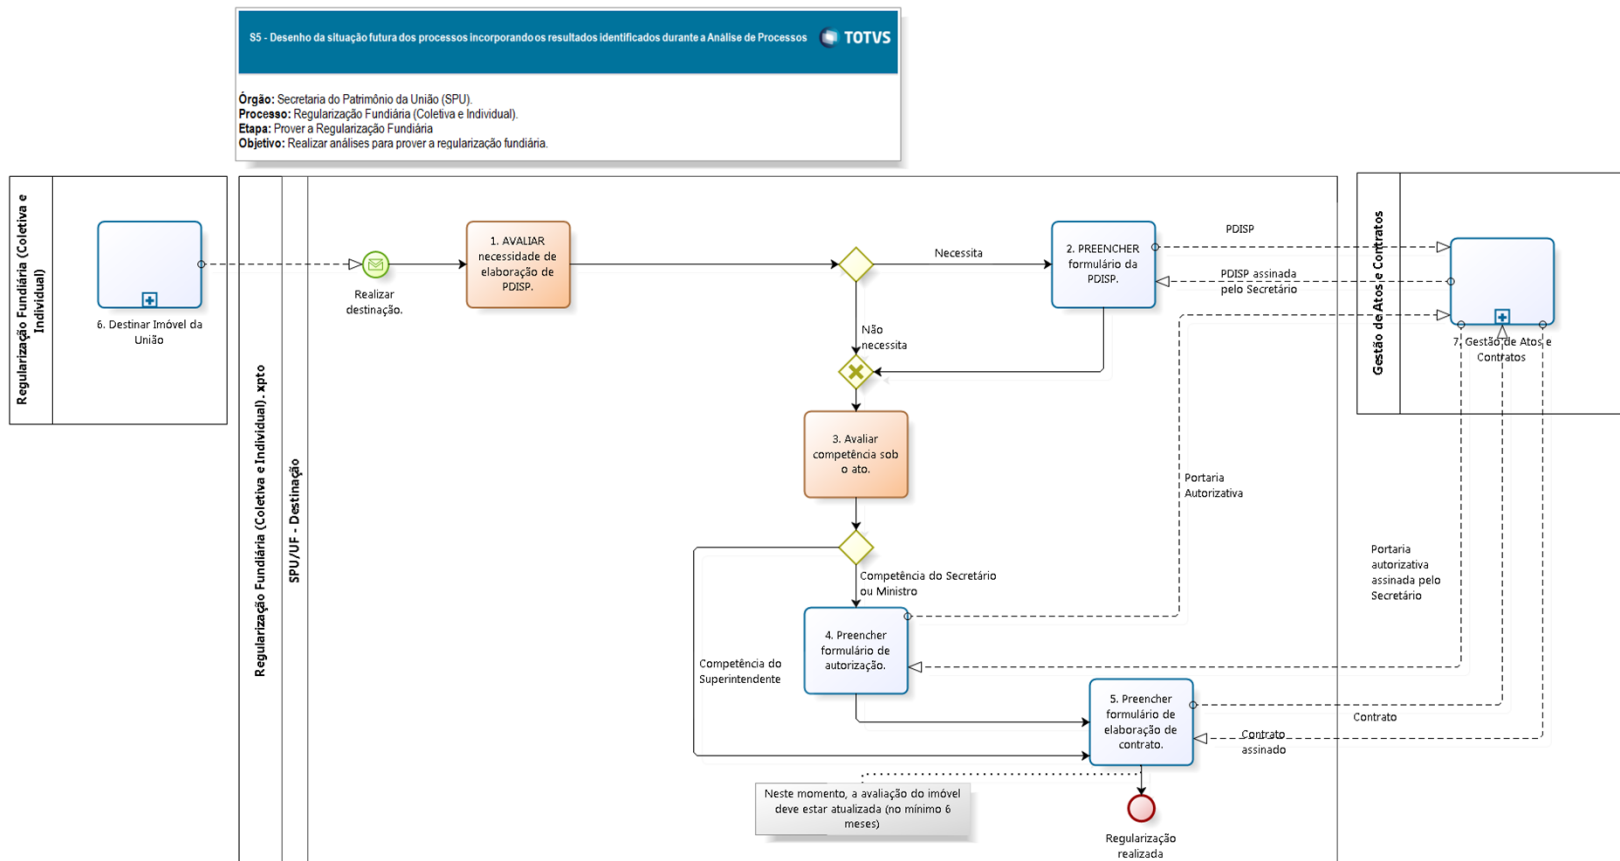 S5 - Desenho da situação futura dos processos incorporando os resultados identificados durante a Análise de Processos
TOTVS
Órgão: Secretaria do Patrimônio da União (SPU).
Processo: Regularização Fundiária (Coletiva e Individual).
Etapa: Prover a Regularização Fundiária
Objetivo: Realizar análises para prover a regularização fundiária.
Regularização Fundiária (Coletiva e
Individual)
6. Destinar Imóvel da
União
Regularização Fundiária (Coletiva e Individual). xpto
SPU/UF - Destinação
Realizar
destinação.
1. AVALIAR
necessidade de
elaboração de
PDISP.
Necessita
Não
necessita
2. PREENCHER
formulário da
PDISP.
PDISP
PDISP assinada
pelo Secretário
Gestão de Atos e Contratos
7. Gestão de Atos e
Contratos
3. Avaliar
competência sob
o ato.
Portaria
Autorizativa
Competência do Secretário
ou Ministro
Portaria
autorizativa
assinada pelo
Secretário
4. Preencher
formulário de
autorização.
Competência do
Superintendente
5. Preencher
formulário de
elaboração de
contrato.
Contrato
Contrato
assinado
Neste momento, a avaliação do imóvel
deve estar atualizada (no mínimo 6
meses)
Regularização
realizada